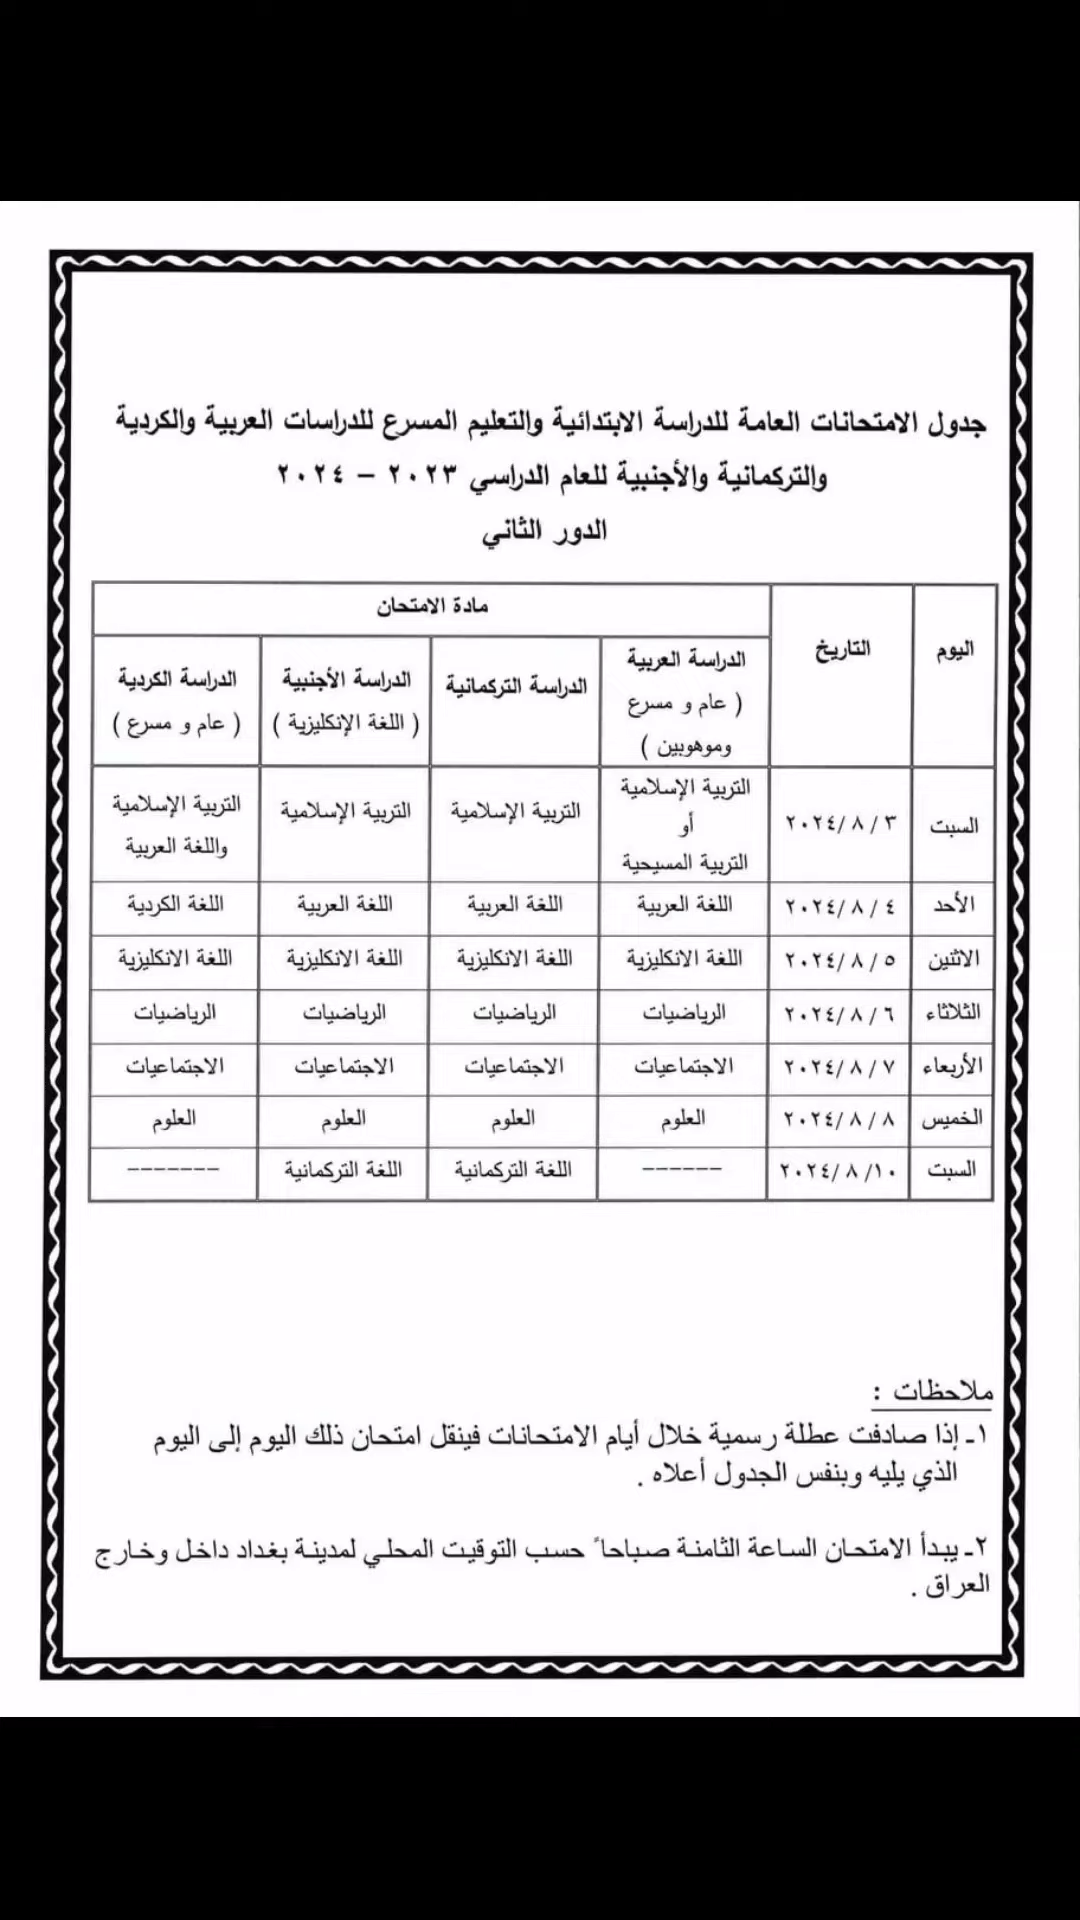 جدول الامتحانات العامة للدراسة الابتدائية والتعليم المسرع للدراسات العربية والكردية
والتركمانية والأجنبية للعام الدراسي ٢٠٢٣ – ٢٠٢٤
الدور الثاني
اليوم التاريخ مادة الامتحان
الدراسة العربية ( عام و مسرع وموهوبين ) الدراسة التركمانية الدراسة الأجنبية ( اللغة الإنكليزية ) الدراسة الكردية ( عام و مسرع )
السبت ٣ / ٨ /٢٠٢٤ التربية الإسلامية أو التربية المسيحية التربية الإسلامية التربية الإسلامية التربية الإسلامية واللغة العربية
الأحد ٤ / ٨ /٢٠٢٤ اللغة العربية اللغة العربية اللغة العربية اللغة الكردية
الاثنين ٥ / ٨ /٢٠٢٤ اللغة الانكليزية اللغة الانكليزية اللغة الانكليزية اللغة الانكليزية
الثلاثاء ٦ / ٨ /٢٠٢٤ الرياضيات الرياضيات الرياضيات الرياضيات
الأربعاء ٧ / ٨ /٢٠٢٤ الاجتماعيات الاجتماعيات الاجتماعيات الاجتماعيات
الخميس ٨ / ٨ /٢٠٢٤ العلوم العلوم العلوم العلوم
السبت ١٠/ ٨ /٢٠٢٤ ------ اللغة التركمانية اللغة التركمانية -------
ملاحظات :
١ـ إذا صادفت عطلة رسمية خلال أيام الامتحانات فينقل امتحان ذلك اليوم إلى اليوم
الذي يليه وبنفس الجدول أعلاه .
٢ـ يبدأ الامتحان الساعة الثامنة صباحاً حسب التوقيت المحلي لمدينة بغداد داخل وخارج
العراق .